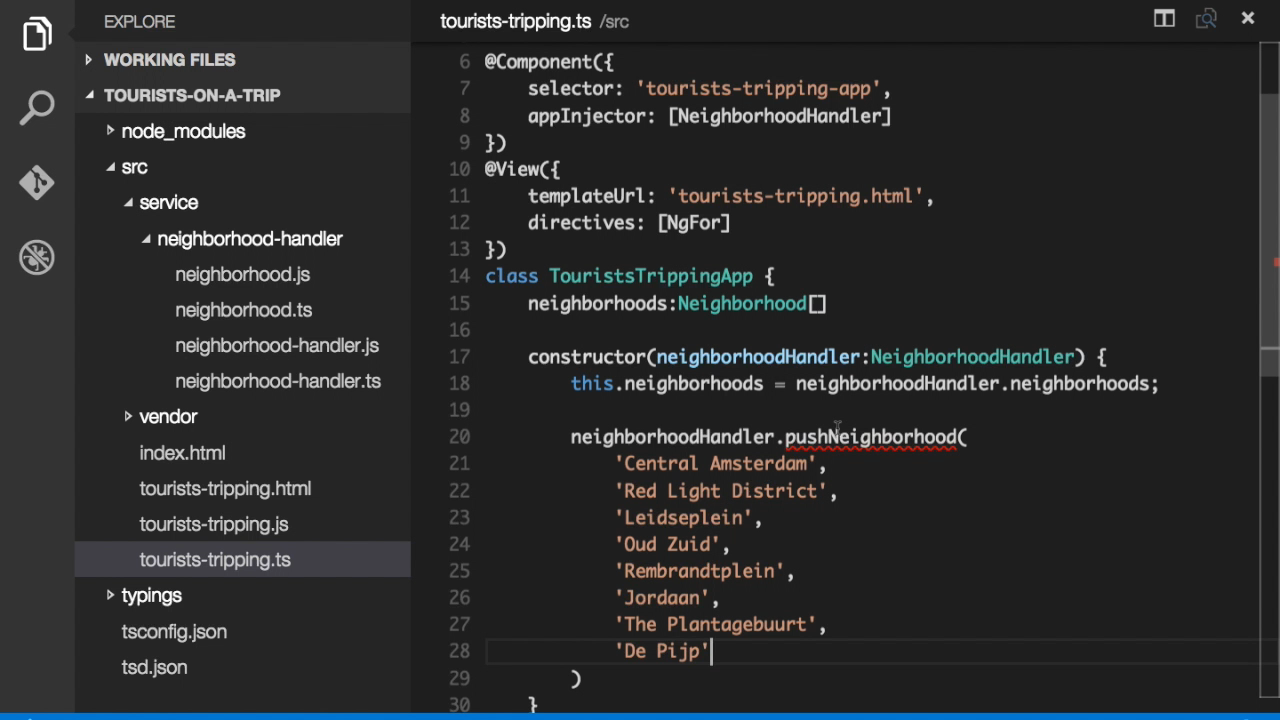 EXPLORE
WORKING FILES
TOURISTS-ON-A-TRIP
node_modules
src
service
neighborhood-handler
neighborhood.js
neighborhood.ts
neighborhood-handler.js
neighborhood-handler.ts
vendor
index.html
tourists-tripping.html
tourists-tripping.js
tourists-tripping.ts
typings
tsconfig.json
tsd.json
tourists-tripping.ts /src
6 @Component({
7 selector: 'tourists-tripping-app',
8 appInjector: [NeighborhoodHandler]
9 })
10 @View({
11 templateUrl: 'tourists-tripping.html',
12 directives: [NgFor]
13 })
14 class TouristsTrippingApp {
15 neighborhoods:Neighborhood[]
16
17 constructor(neighborhoodHandler:NeighborhoodHandler) {
18 this.neighborhoods = neighborhoodHandler.neighborhoods;
19
20 neighborhoodHandler.pushNeighborhood(
21 'Central Amsterdam',
22 'Red Light District',
23 'Leidseplein',
24 'Oud Zuid',
25 'Rembrandtplein',
26 'Jordaan',
27 'The Plantagebuurt',
28 'De Pijp'
29 )
30 }